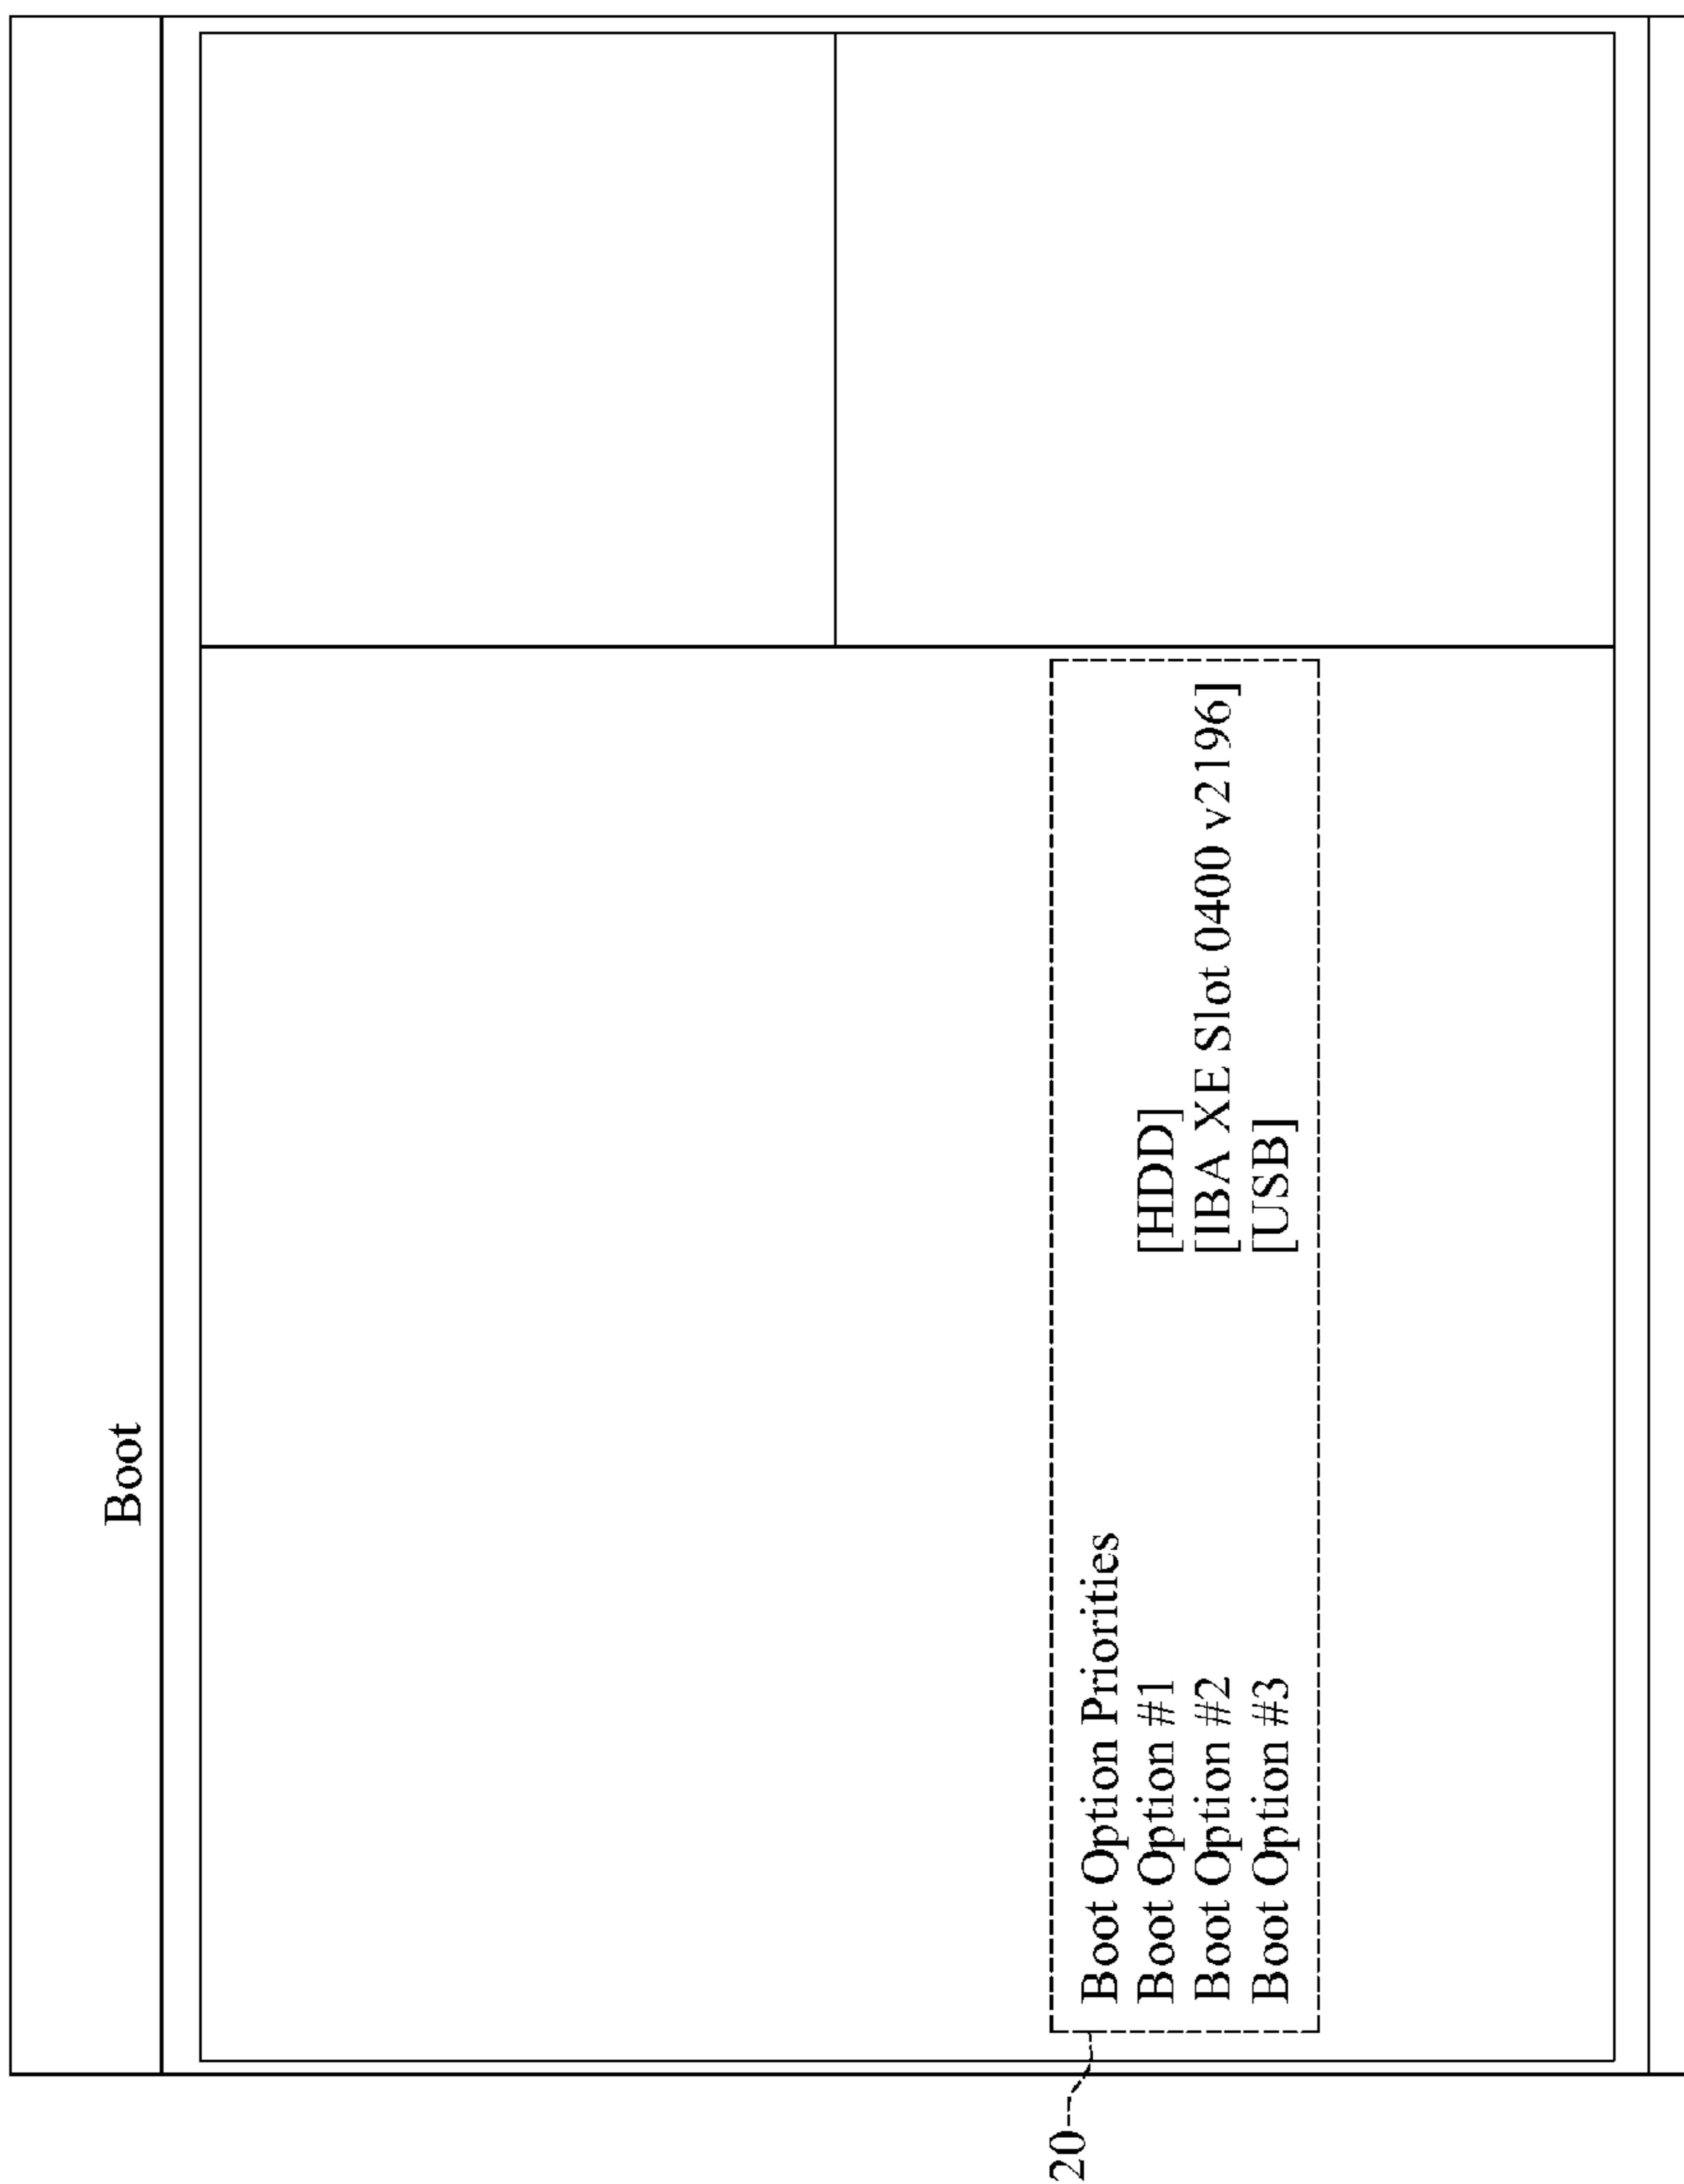 Boot
Boot Option Priorities
Boot Option #1 [HDD]
Boot Option #2 [IBA XE Slot 0400 v2196]
Boot Option #3 [USB]
20